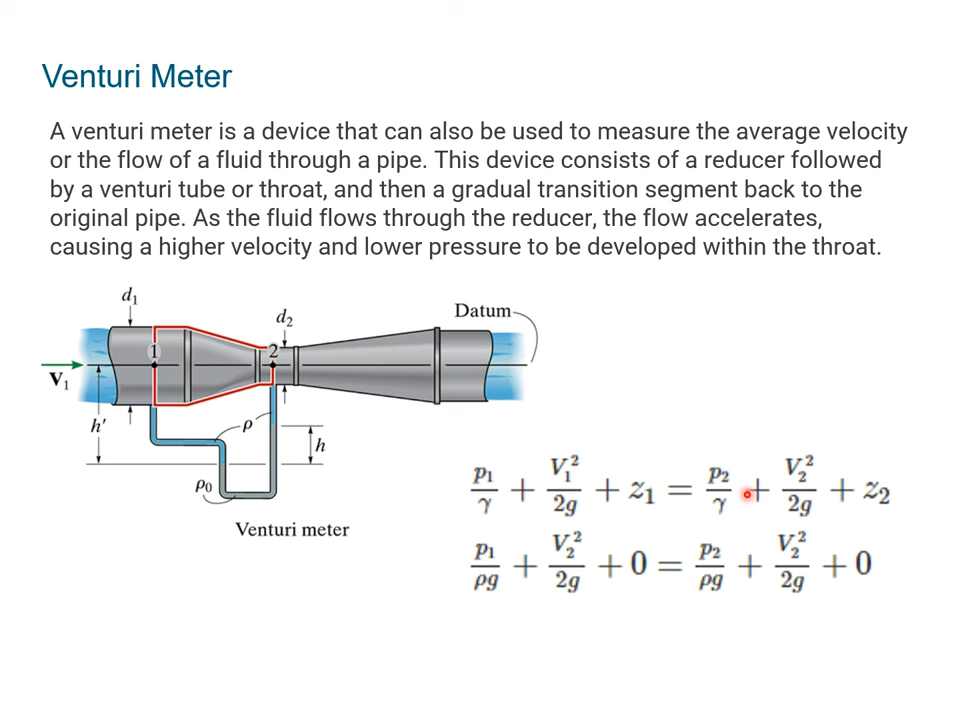 Venturi Meter
A venturi meter is a device that can also be used to measure the average velocity
or the flow of a fluid through a pipe. This device consists of a reducer followed
by a venturi tube or throat, and then a gradual transition segment back to the
original pipe. As the fluid flows through the reducer, the flow accelerates,
causing a higher velocity and lower pressure to be developed within the throat.
d₁
d₂
Datum
1
2
V₁
h'
ρ
h
ρ₀
Venturi meter
p₁/γ + V₁²/2g + z₁ = p₂/γ + V₂²/2g + z₂
p₁/ρg + V₂²/2g + 0 = p₂/ρg + V₂²/2g + 0